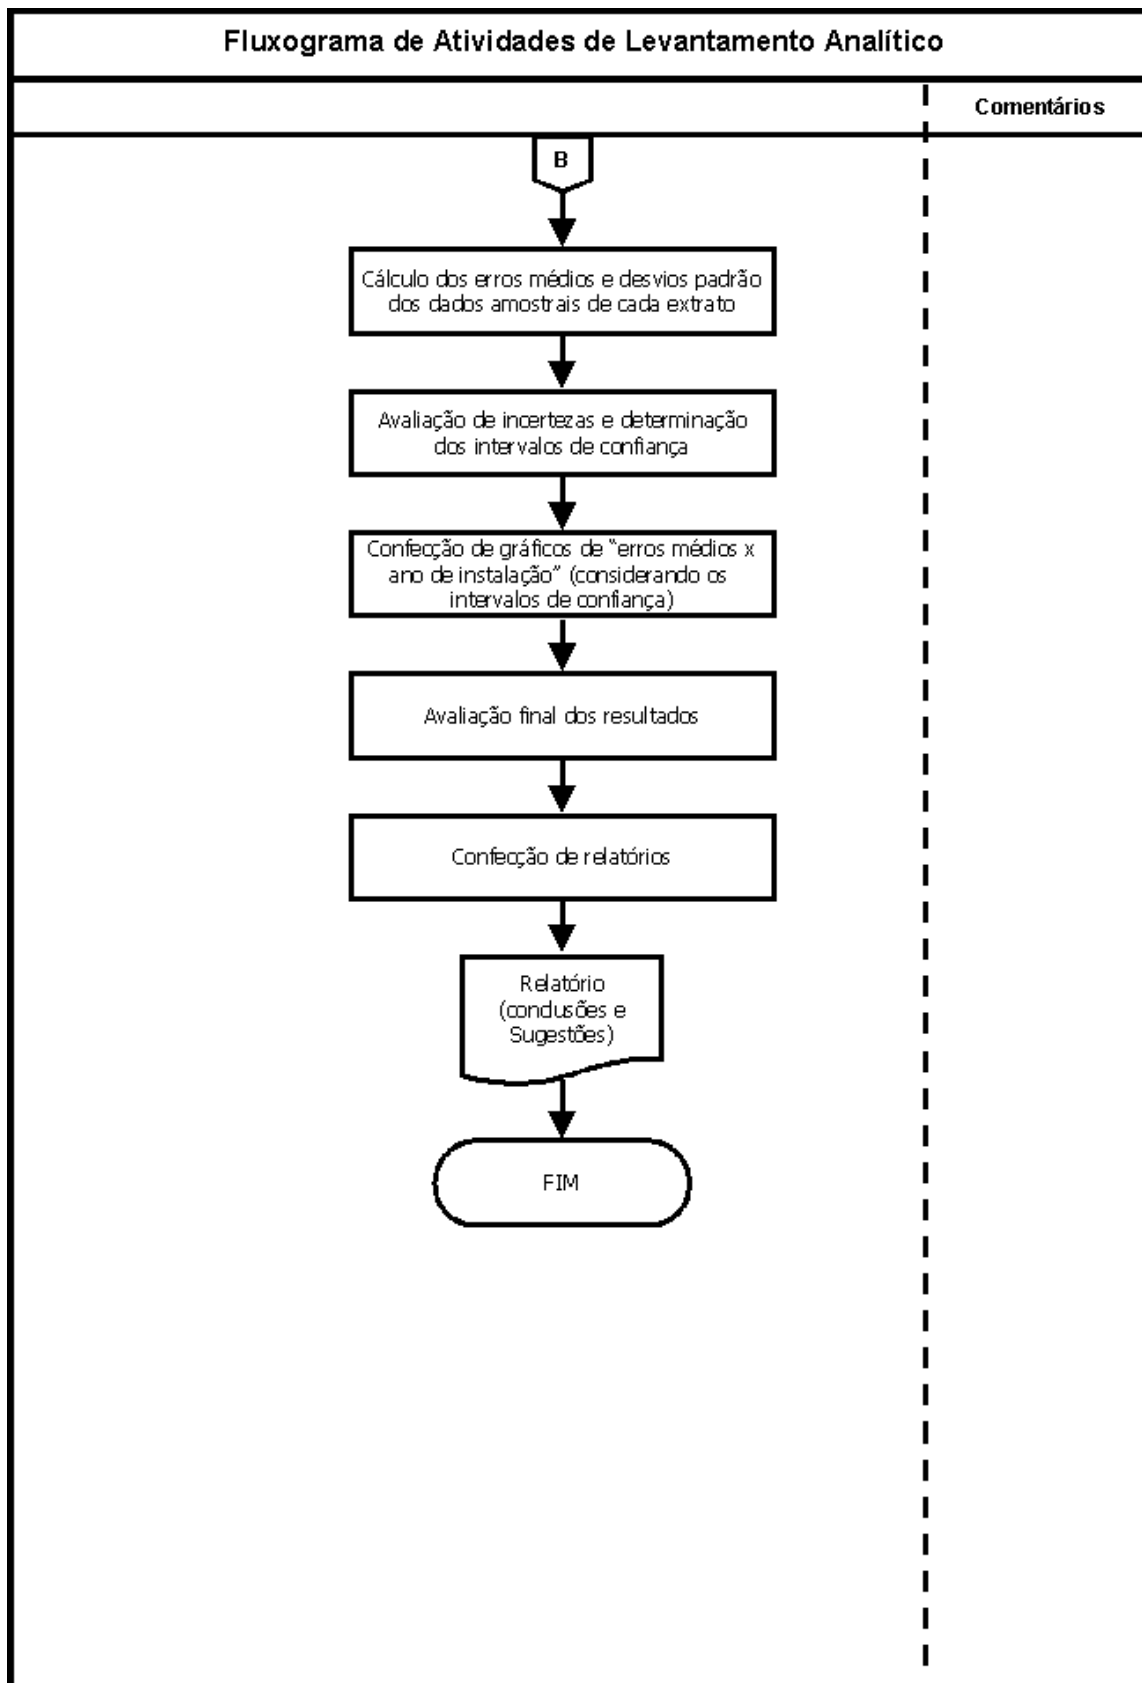 Fluxograma de Atividades de Levantamento Analítico
Comentários
B
Cálculo dos erros médios e desvios padrão
dos dados amostrais de cada extrato
Avaliação de incertezas e determinação
dos intervalos de confiança
Confecção de gráficos de “erros médios x
ano de instalação” (considerando os
intervalos de confiança)
Avaliação final dos resultados
Confecção de relatórios
Relatório
(conclusões e
Sugestões)
FIM